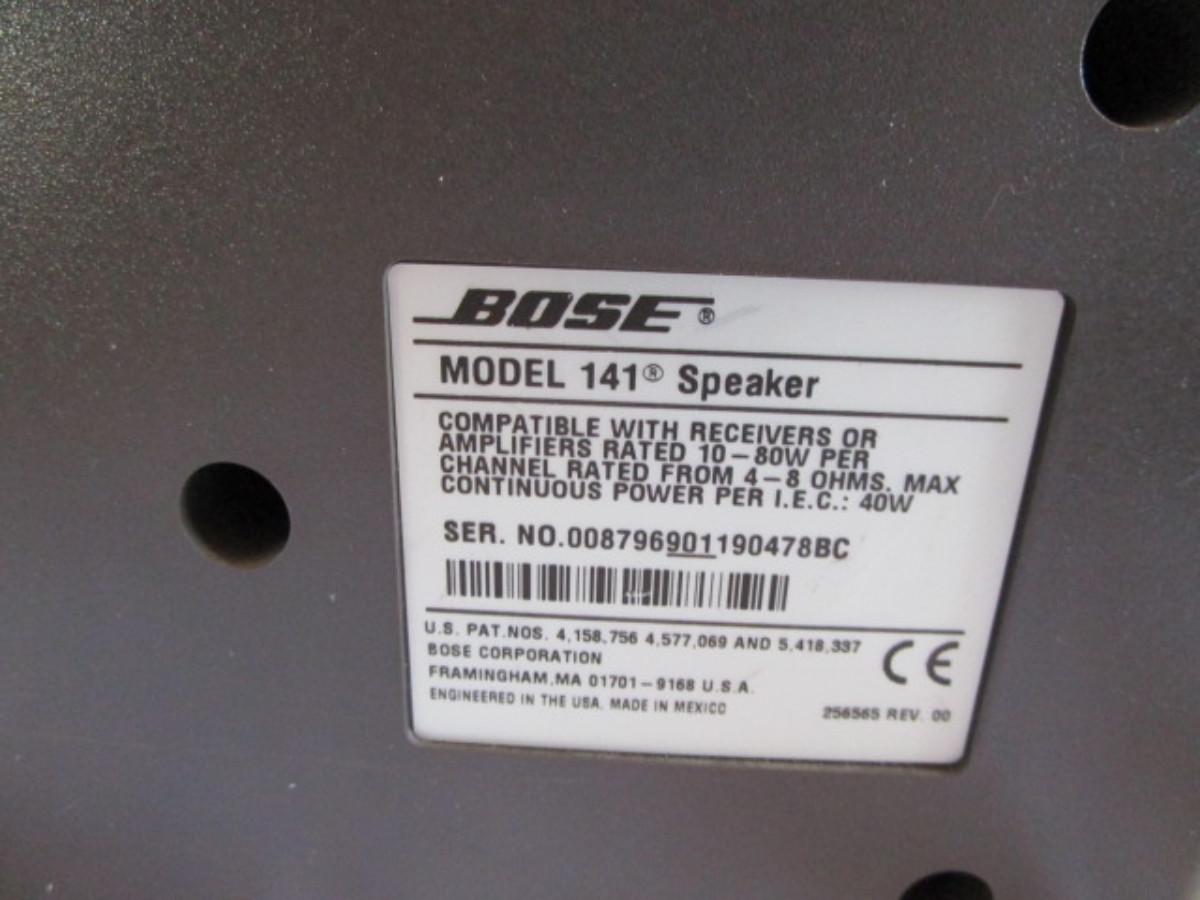 BOSE®
MODEL 141® Speaker
COMPATIBLE WITH RECEIVERS OR
AMPLIFIERS RATED 10–80W PER
CHANNEL RATED FROM 4–8 OHMS. MAX
CONTINUOUS POWER PER I.E.C.: 40W
SER. NO.008796901190478BC
U.S. PAT.NOS. 4,158,756 4,577,069 AND 5,418,337
BOSE CORPORATION
FRAMINGHAM,MA 01701–9168 U.S.A.
ENGINEERED IN THE USA. MADE IN MEXICO
CE
256565 REV. 00